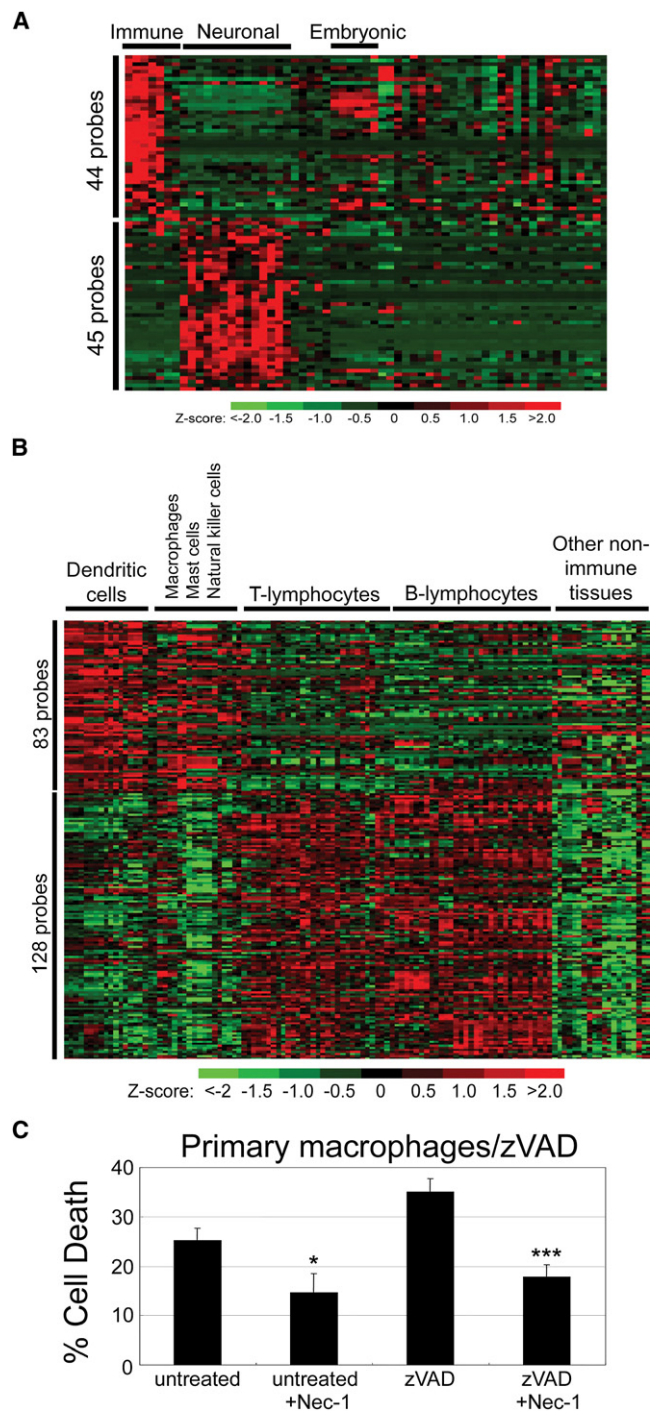 A
Immune Neuronal Embryonic
44 probes
45 probes
Z-score: <-2.0 -1.5 -1.0 -0.5 0 0.5 1.0 1.5 >2.0
B
Dendritic
cells
Macrophages
Mast cells
Natural killer cells
T-lymphocytes
B-lymphocytes
Other non-
immune
tissues
83 probes
128 probes
Z-score: <-2 -1.5 -1.0 -0.5 0 0.5 1.0 1.5 >2.0
C
Primary macrophages/zVAD
% Cell Death
40
30
20
10
0
*
***
untreated
untreated
+Nec-1
zVAD
zVAD
+Nec-1